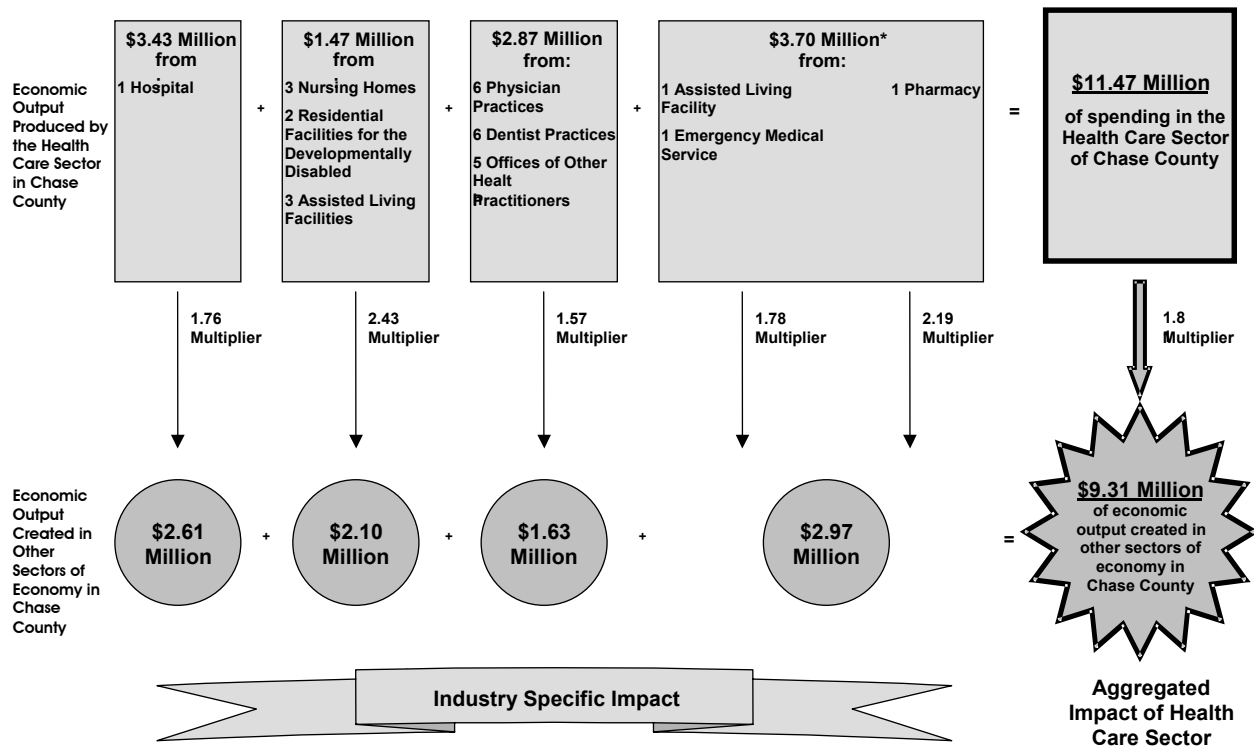 Economic
Output
Produced by
the Health
Care Sector
in Chase
County
$3.43 Million
from
1 Hospital
+
$1.47 Million
from
3 Nursing Homes
2 Residential
Facilities for the
Developmentally
Disabled
3 Assisted Living
Facilities
+
$2.87 Million
from:
6 Physician
Practices
6 Dentist Practices
5 Offices of Other
Healt
Practitioners
+
$3.70 Million*
from:
1 Assisted Living
Facility
1 Emergency Medical
Service
1 Pharmacy
=
$11.47 Million
of spending in the
Health Care Sector
of Chase County
1.76
Multiplier
2.43
Multiplier
1.57
Multiplier
1.78
Multiplier
2.19
Multiplier
1.8
Multiplier
Economic
Output
Created in
Other
Sectors of
Economy in
Chase
County
$2.61
Million
+
$2.10
Million
+
$1.63
Million
+
$2.97
Million
=
$9.31 Million
of economic
output created in
other sectors of
economy in
Chase County
Industry Specific Impact
Aggregated
Impact of Health
Care Sector